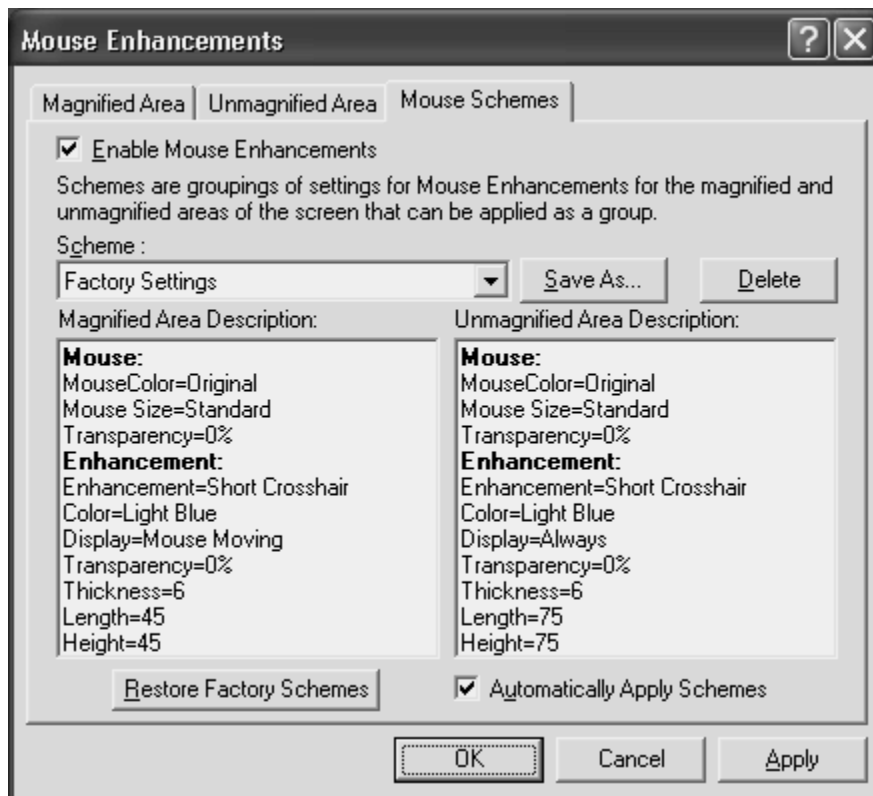 Mouse Enhancements
Magnified Area Unmagnified Area Mouse Schemes
Enable Mouse Enhancements
Schemes are groupings of settings for Mouse Enhancements for the magnified and
unmagnified areas of the screen that can be applied as a group.
Scheme :
Factory Settings Save As... Delete
Magnified Area Description:
Mouse:
MouseColor=Original
Mouse Size=Standard
Transparency=0%
Enhancement:
Enhancement=Short Crosshair
Color=Light Blue
Display=Mouse Moving
Transparency=0%
Thickness=6
Length=45
Height=45
Unmagnified Area Description:
Mouse:
MouseColor=Original
Mouse Size=Standard
Transparency=0%
Enhancement:
Enhancement=Short Crosshair
Color=Light Blue
Display=Always
Transparency=0%
Thickness=6
Length=75
Height=75
Restore Factory Schemes Automatically Apply Schemes
OK Cancel Apply